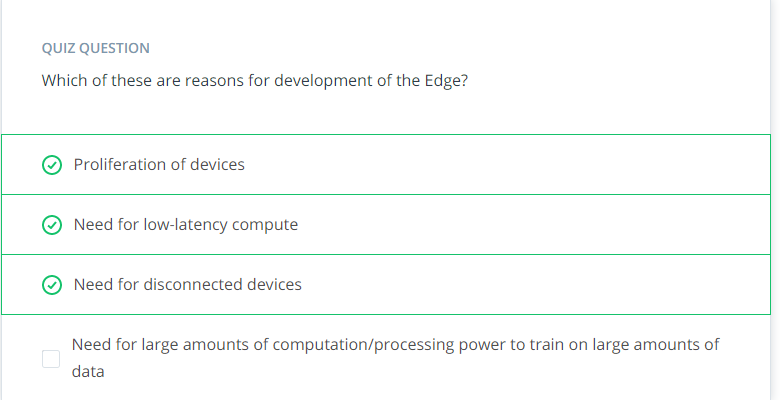 QUIZ QUESTION
Which of these are reasons for development of the Edge?
Proliferation of devices
Need for low-latency compute
Need for disconnected devices
Need for large amounts of computation/processing power to train on large amounts of
data